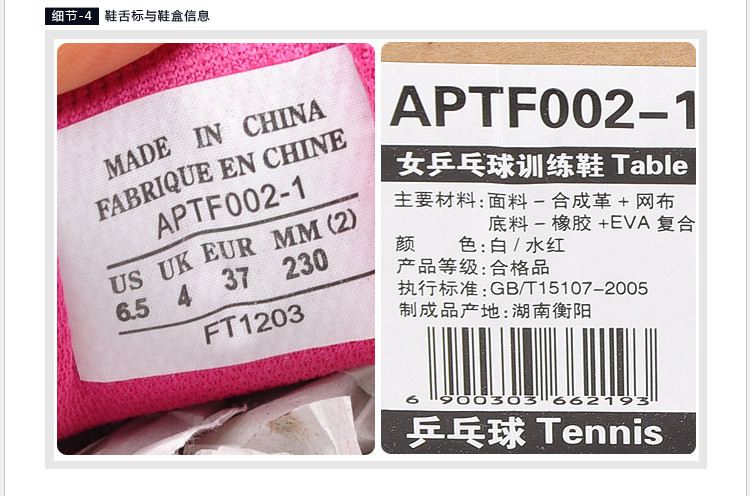 细节-4 鞋舌标与鞋盒信息
MADE IN CHINA
FABRIQUE EN CHINE
APTF002-1
US UK EUR MM(2)
6.5 4 37 230
FT1203
APTF002-1
女乒乓球训练鞋 Table
主要材料:面料-合成革+网布
底料-橡胶+EVA复合
颜 色:白/水红
产品等级:合格品
执行标准:GB/T15107-2005
制成品产地:湖南衡阳
6 900303 662193
乒乓球 Tennis